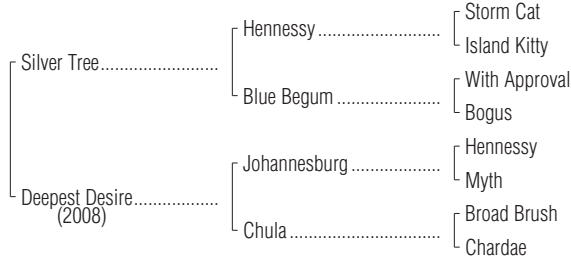 Storm Cat
Hennessy
Island Kitty
Silver Tree
With Approval
Blue Begum
Bogus
Hennessy
Johannesburg
Myth
Deepest Desire
(2008)
Broad Brush
Chula
Chardae